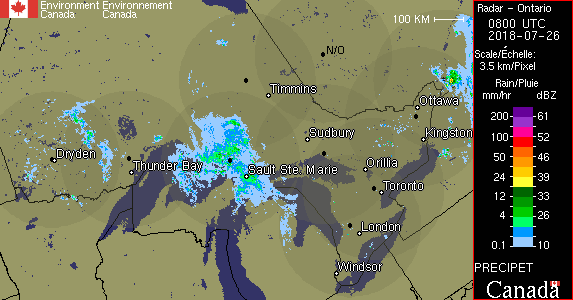 Environment Environnement
Canada Canada
100 KM
N/O
Timmins
Ottawa
Sudbury
Kingston
Dryden
Thunder Bay
Sault Ste. Marie
Orillia
Toronto
London
Windsor
Radar - Ontario
0800 UTC
2018-07-26
Scale/Échelle:
3.5 km/Pixel
Rain/Pluie
mm/hr dBZ
200 61
100 52
50 46
24 39
12 33
4 26
0.1 10
PRECIPET
Canada